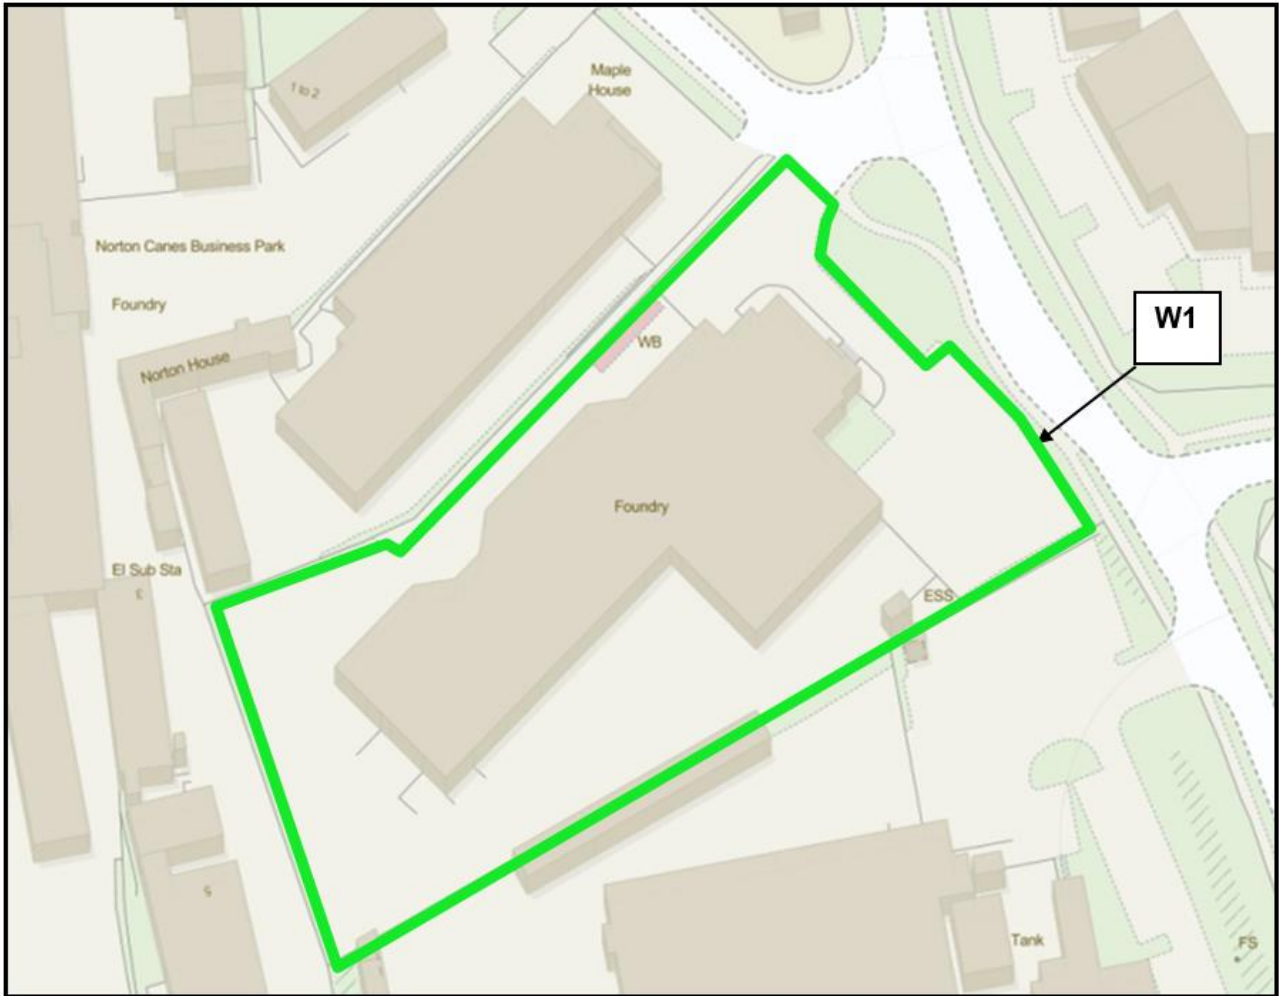 Maple
House
1 to 2
Norton Canes Business Park
Foundry
W1
WB
Norton House
Foundry
El Sub Sta
3
ESS
5
Tank
FS